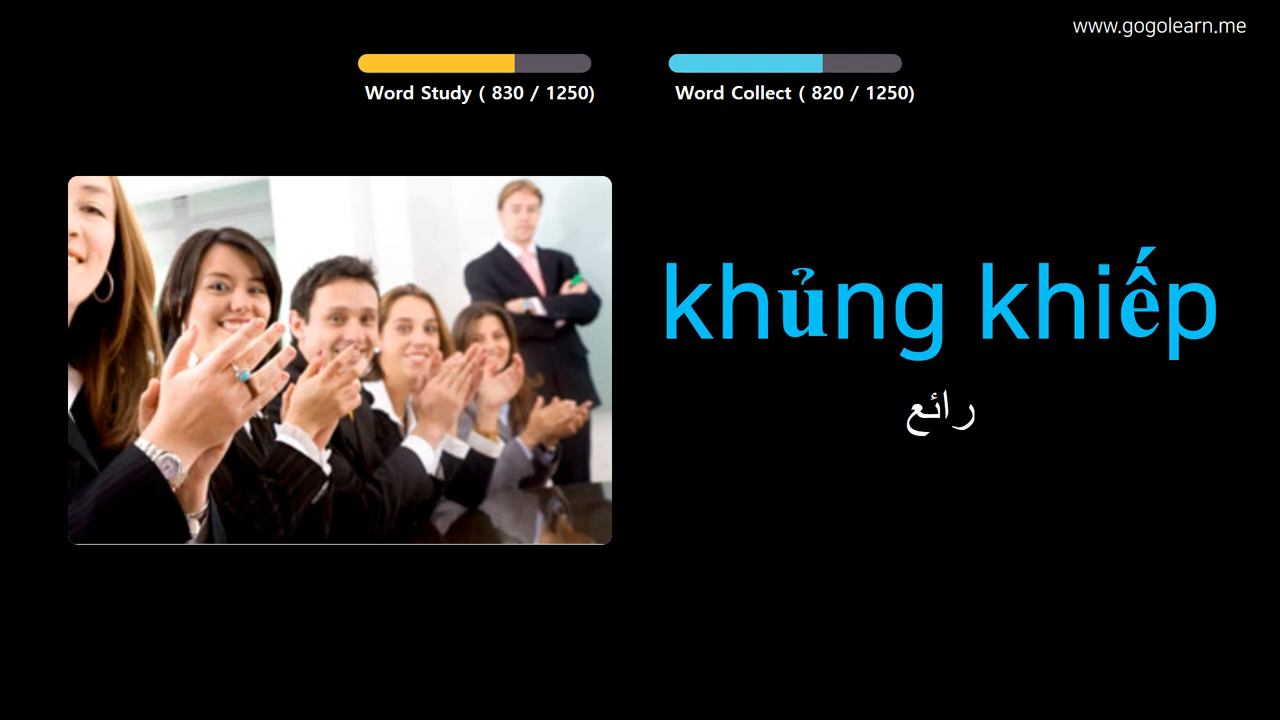 www.gogolearn.me
Word Study ( 830 / 1250)
Word Collect ( 820 / 1250)
khủng khiếp
رائع